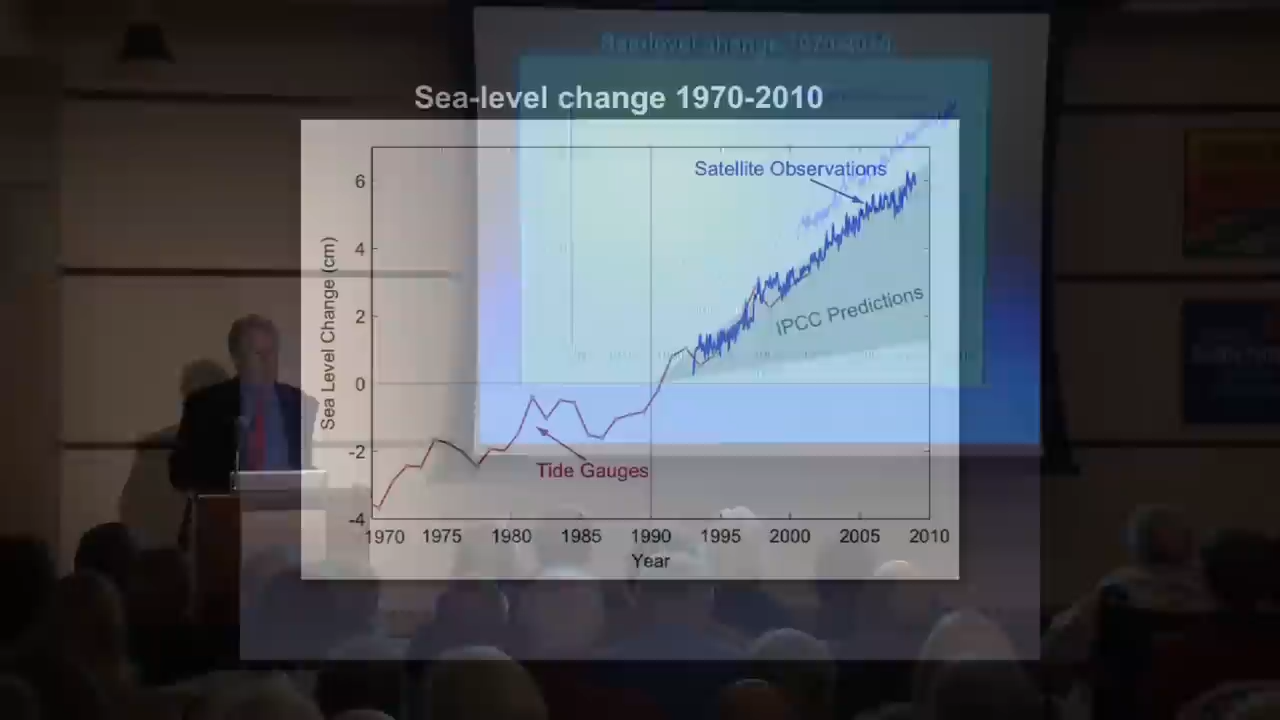 Sea-level change 1970-2010
Satellite Observations
IPCC Predictions
Tide Gauges
Sea Level Change (cm)
6
4
2
0
-2
-4
1970 1975 1980 1985 1990 1995 2000 2005 2010
Year